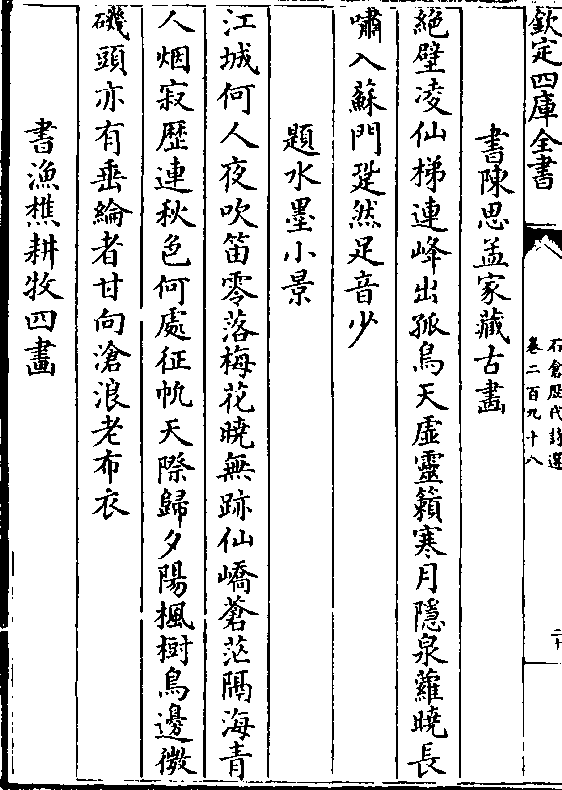 欽定四庫全書
石倉歷代詩選
卷二百九十八
二十
書陳思孟家藏古畫
絕壁凌仙梯連峰出孤鳥天虛靈籟寒月隱泉蘿曉長
嘯入蘇門跫然足音少
題水墨小景
江城何人夜吹笛零落梅花曉無跡仙嶠蒼茫隔海青
人烟寂歷連秋色何處征帆天際歸夕陽楓樹鳥邊微
磯頭亦有垂綸者甘向滄浪老布衣
書漁樵耕牧四畫